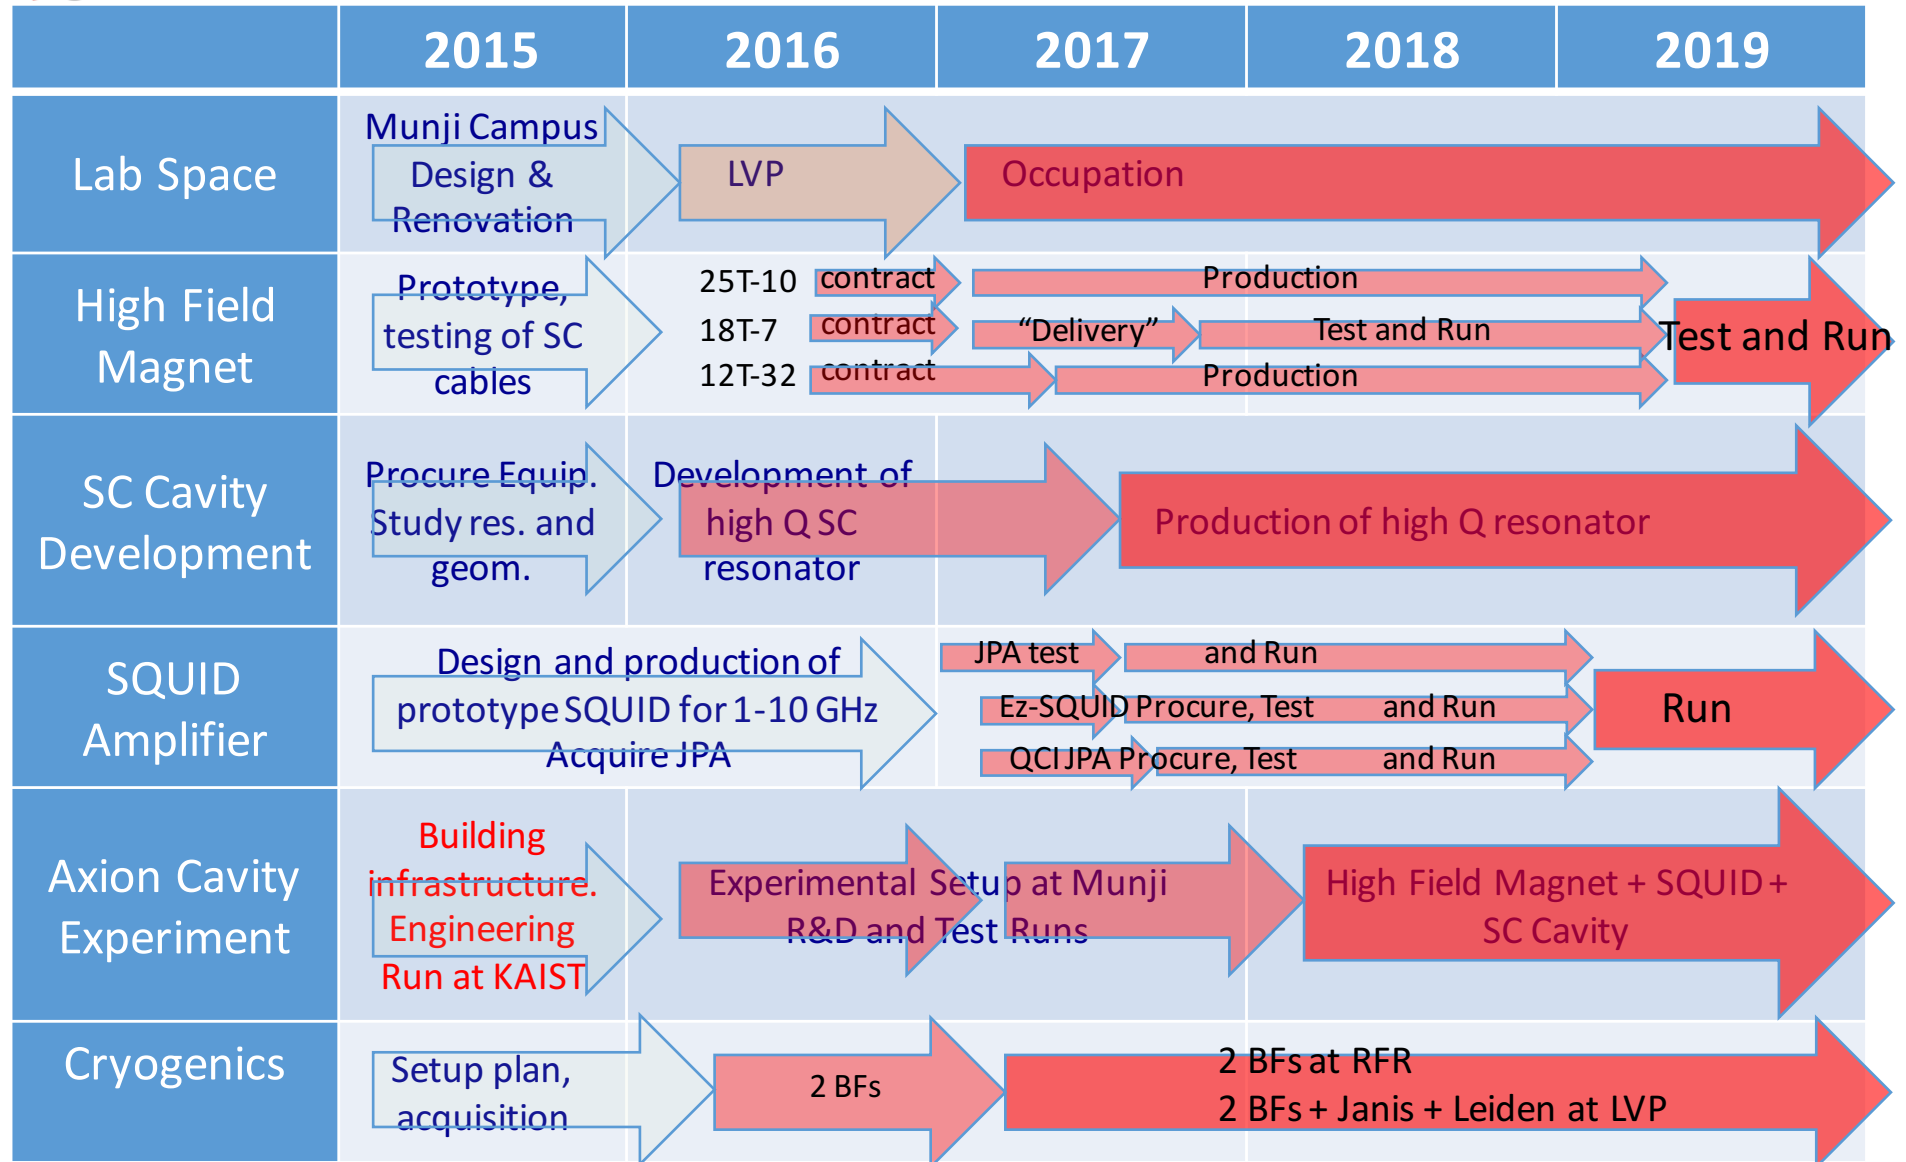 2015 2016 2017 2018 2019
Lab Space
Munji Campus
Design &
Renovation
LVP
Occupation
High Field
Magnet
Prototype,
testing of SC
cables
25T-10 contract Production
18T-7 contract “Delivery” Test and Run
12T-32 contract Production
Test and Run
SC Cavity
Development
Procure Equip.
Study res. and
geom.
Development of
high Q SC
resonator
Production of high Q resonator
SQUID
Amplifier
Design and production of
prototype SQUID for 1-10 GHz
Acquire JPA
JPA test and Run
Ez-SQUID Procure, Test and Run
QCI JPA Procure, Test and Run
Run
Axion Cavity
Experiment
Building
infrastructure.
Engineering
Run at KAIST
Experimental Setup at Munji
R&D and Test Runs
High Field Magnet + SQUID +
SC Cavity
Cryogenics
Setup plan,
acquisition
2 BFs
2 BFs at RFR
2 BFs + Janis + Leiden at LVP